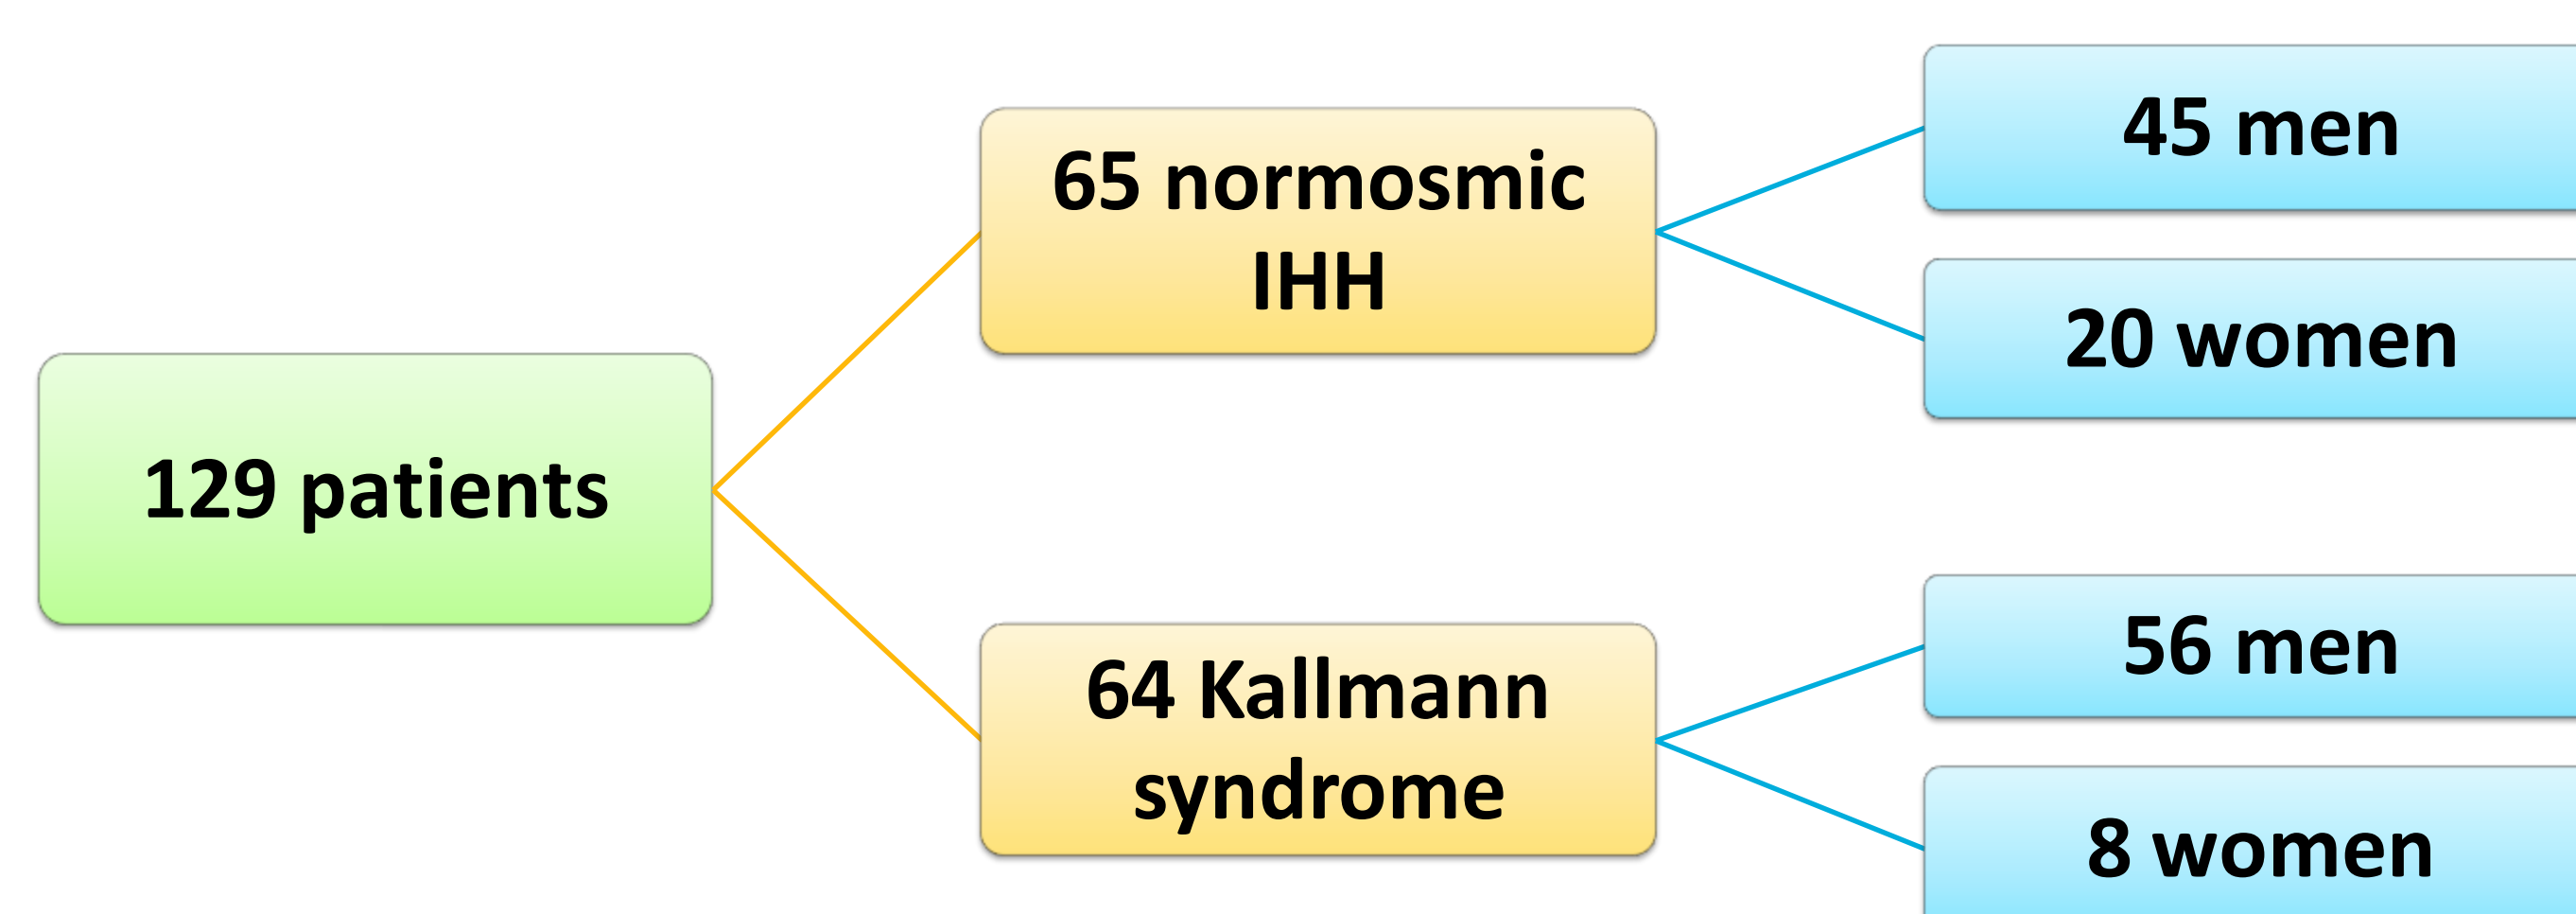 129 patients
65 normosmic
IHH
45 men
20 women
64 Kallmann
syndrome
56 men
8 women